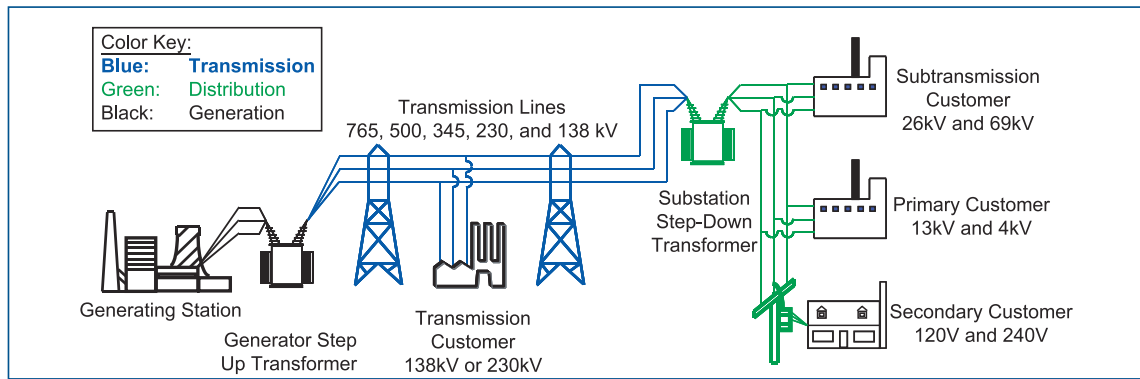 Color Key:
Blue: Transmission
Green: Distribution
Black: Generation
Transmission Lines
765, 500, 345, 230, and 138 kV
Subtransmission
Customer
26kV and 69kV
Substation
Step-Down
Transformer
Primary Customer
13kV and 4kV
Generating Station
Generator Step
Up Transformer
Transmission
Customer
138kV or 230kV
Secondary Customer
120V and 240V